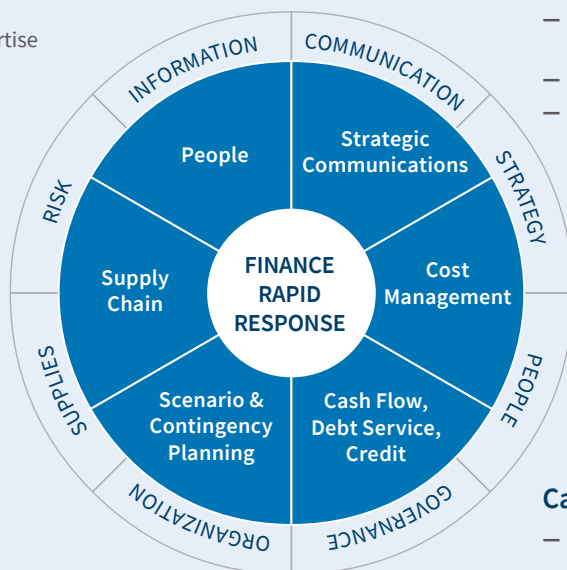 rtise
INFORMATION
COMMUNICATION
STRATEGY
PEOPLE
GOVERNANCE
ORGANIZATION
SUPPLIES
RISK
People
Strategic
Communications
Cost
Management
Cash Flow,
Debt Service,
Credit
Scenario &
Contingency
Planning
Supply
Chain
FINANCE
RAPID
RESPONSE
–
–
–
Ca
–